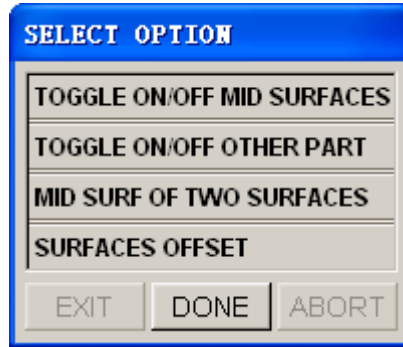 SELECT OPTION
TOGGLE ON/OFF MID SURFACES
TOGGLE ON/OFF OTHER PART
MID SURF OF TWO SURFACES
SURFACES OFFSET
EXIT DONE ABORT